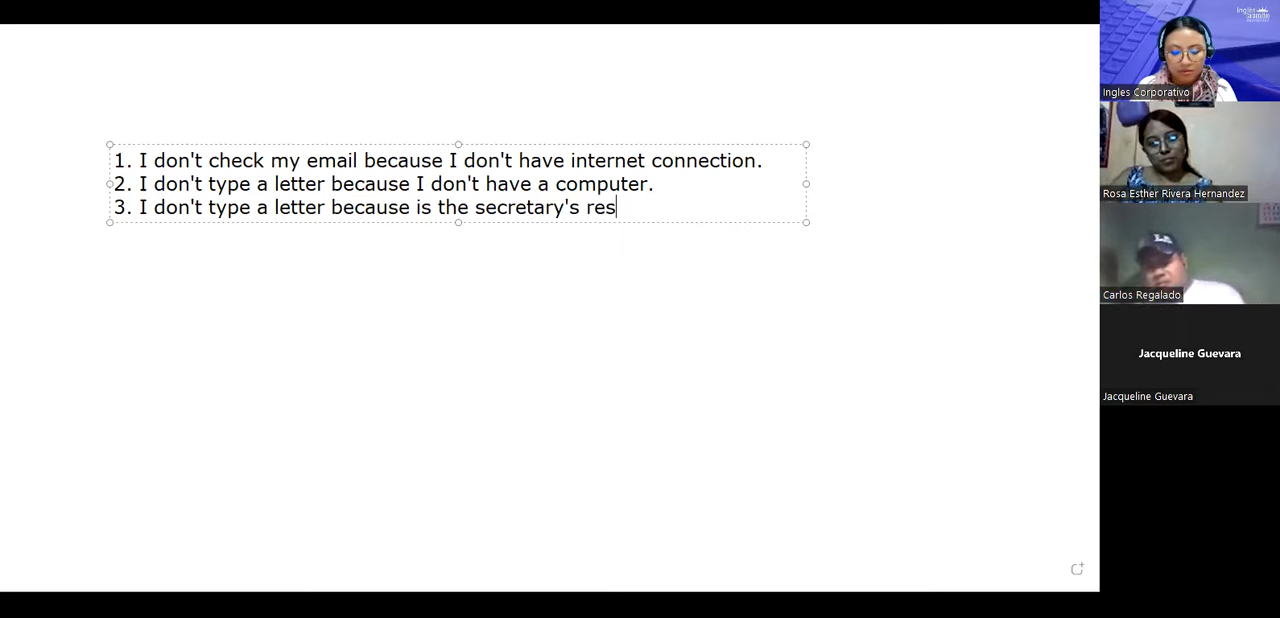 1. I don't check my email because I don't have internet connection.
2. I don't type a letter because I don't have a computer.
3. I don't type a letter because is the secretary's res
Ingles Corporativo
Rosa Esther Rivera Hernandez
Carlos Regalado
Jacqueline Guevara
Jacqueline Guevara